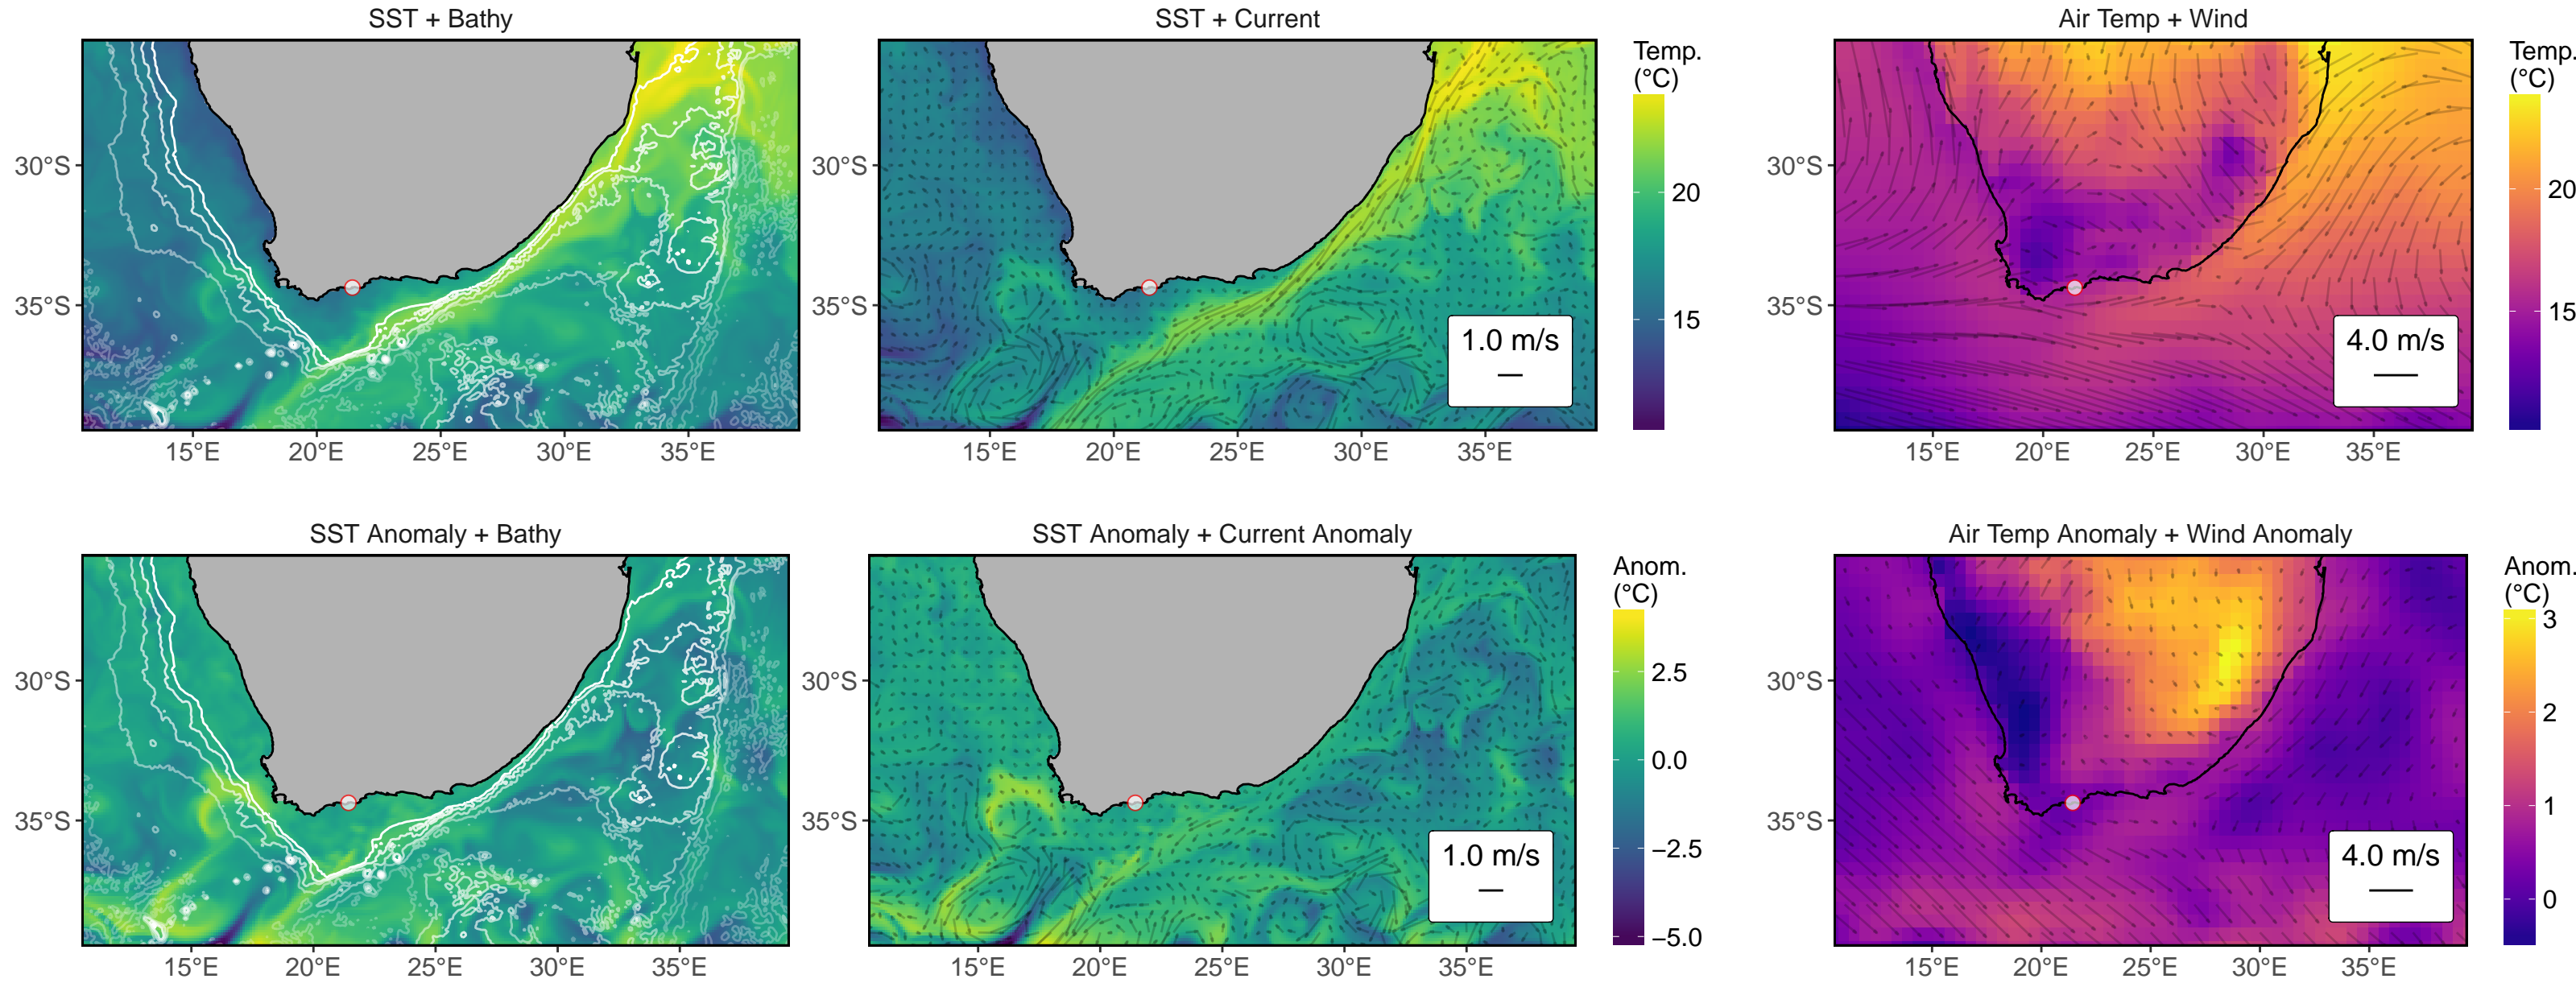 SST + Bathy
30°S
35°S
15°E 20°E 25°E 30°E 35°E
SST + Current
30°S
35°S
1.0 m/s
15°E 20°E 25°E 30°E 35°E
Temp.
(°C)
20
15
Air Temp + Wind
30°S
35°S
4.0 m/s
15°E 20°E 25°E 30°E 35°E
Temp.
(°C)
20
15
SST Anomaly + Bathy
30°S
35°S
15°E 20°E 25°E 30°E 35°E
SST Anomaly + Current Anomaly
30°S
35°S
1.0 m/s
15°E 20°E 25°E 30°E 35°E
Anom.
(°C)
2.5
0.0
−2.5
−5.0
Air Temp Anomaly + Wind Anomaly
30°S
35°S
4.0 m/s
15°E 20°E 25°E 30°E 35°E
Anom.
(°C)
3
2
1
0